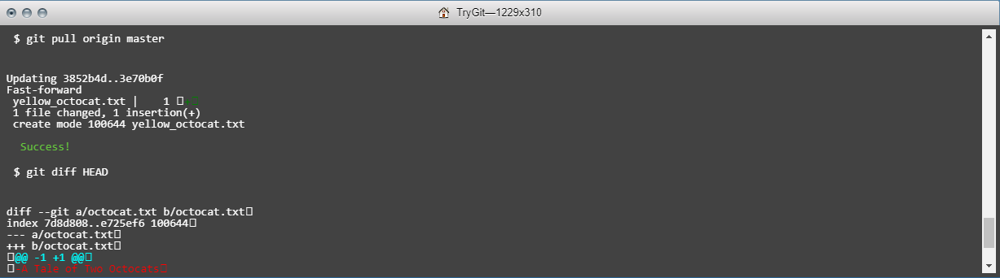 TryGit—1229x310
$ git pull origin master
Updating 3852b4d..3e70b0f
Fast-forward
yellow_octocat.txt |    1 +
1 file changed, 1 insertion(+)
create mode 100644 yellow_octocat.txt
Success!
$ git diff HEAD
diff --git a/octocat.txt b/octocat.txt
index 7d8d808..e725ef6 100644
--- a/octocat.txt
+++ b/octocat.txt
@@ -1 +1 @@
-A Tale of Two Octocats